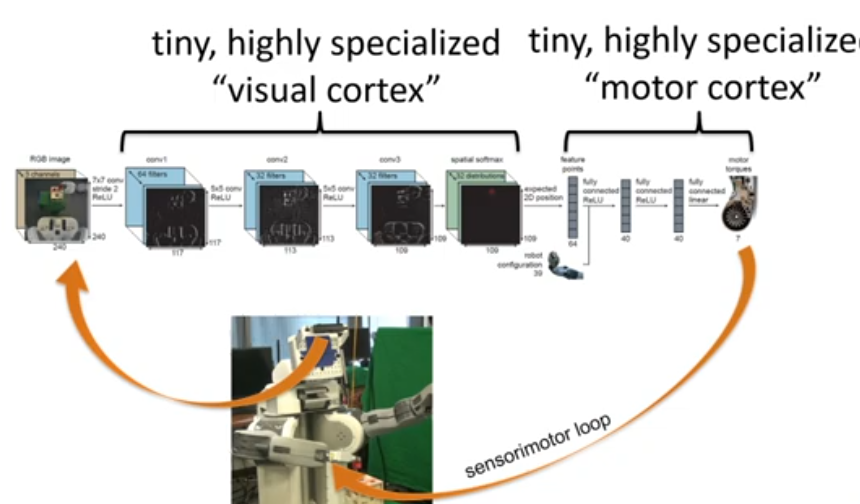 tiny, highly specialized
“visual cortex”
tiny, highly specialize
“motor cortex”
RGB image
3 channels
240
240
7x7 conv
stride 2
ReLU
conv1
64 filters
117
117
5x5 conv
ReLU
conv2
32 filters
113
113
5x5 conv
ReLU
conv3
32 filters
109
109
spatial softmax
32 distributions
109
109
expected
2D position
feature
points
64
robot
configuration
39
fully
connected
ReLU
40
fully
connected
ReLU
40
fully
connected
linear
motor
torques
7
sensorimotor loop